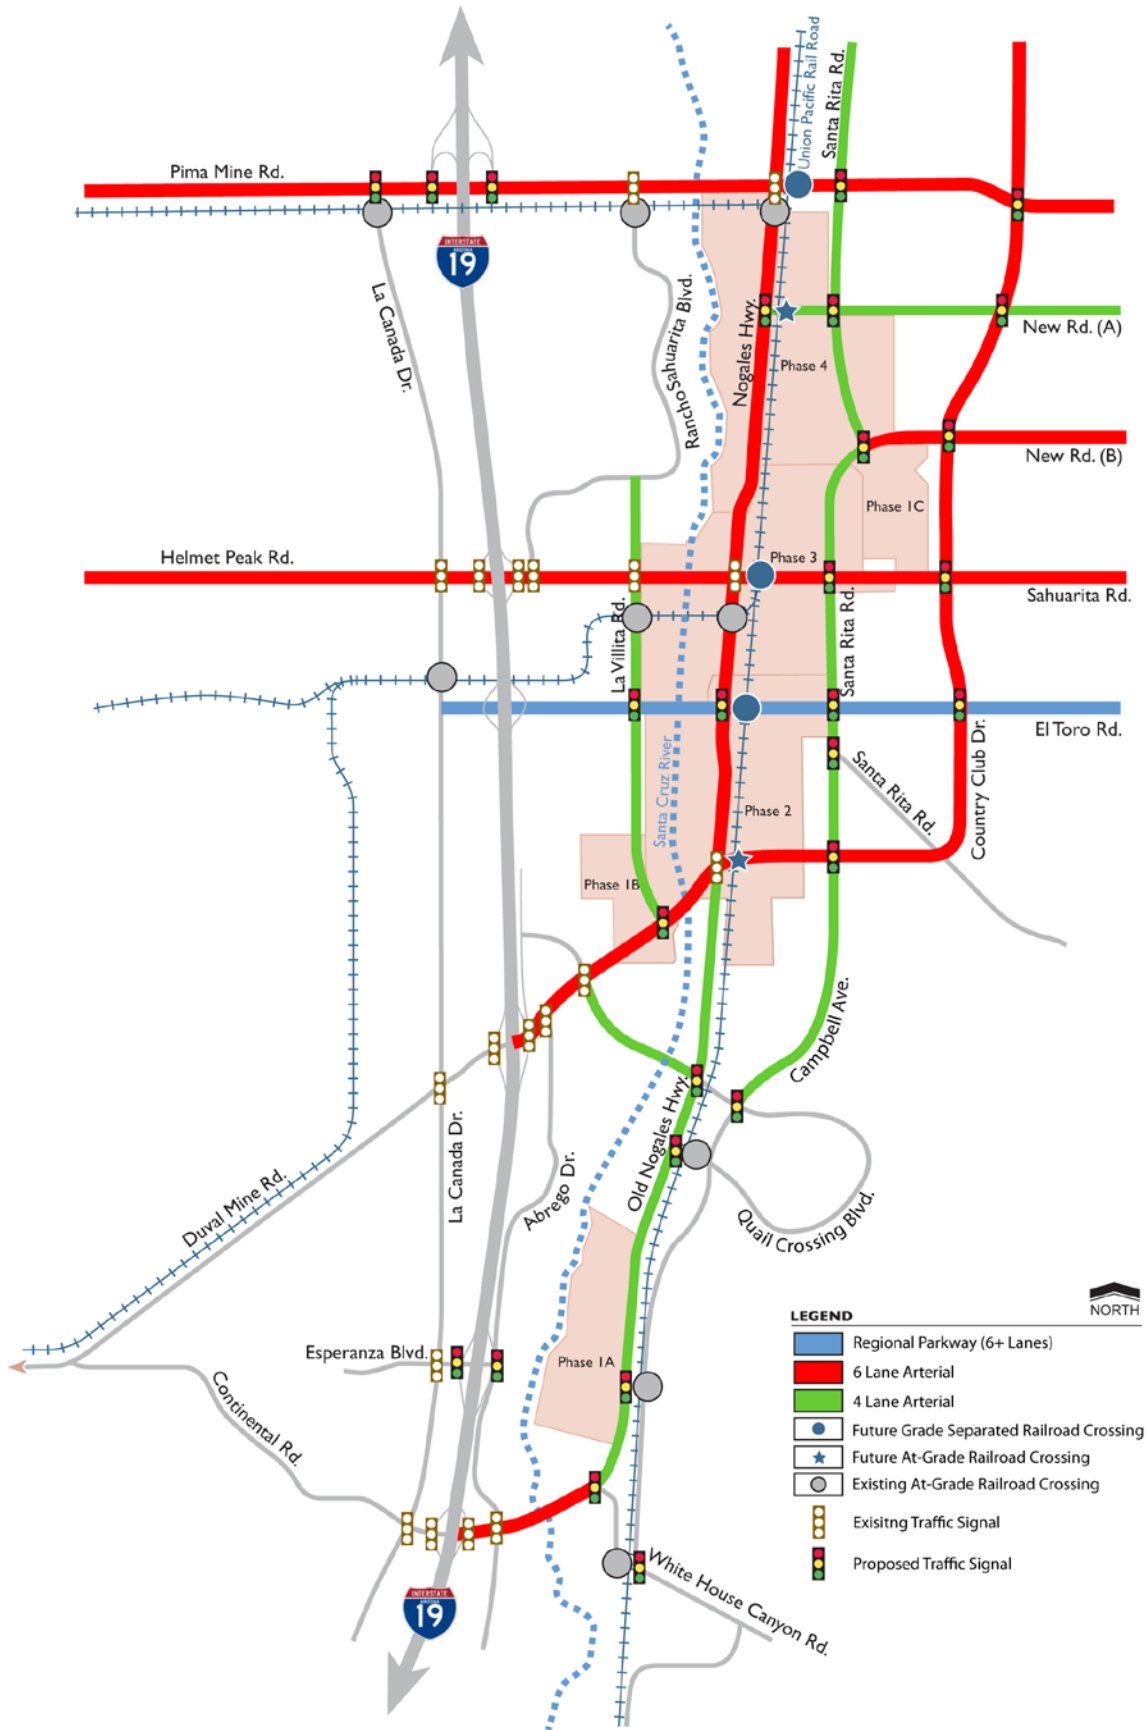 Union Pacific Rail Road
Santa Rita Rd.
Pima Mine Rd.
INTERSTATE
ARIZONA
19
La Canada Dr.
Rancho Sahuarita Blvd.
Nogales Hwy.
New Rd. (A)
Phase 4
New Rd. (B)
Phase 1C
Helmet Peak Rd.
Phase 3
Sahuarita Rd.
La Villita Rd.
Santa Rita Rd.
El Toro Rd.
Santa Cruz River
Santa Rita Rd.
Country Club Dr.
Phase 2
Phase 1B
Campbell Ave.
Old Nogales Hwy.
La Canada Dr.
Abrego Dr.
Duval Mine Rd.
Quail Crossing Blvd.
NORTH
LEGEND
Regional Parkway (6+ Lanes)
6 Lane Arterial
4 Lane Arterial
Future Grade Separated Railroad Crossing
Future At-Grade Railroad Crossing
Existing At-Grade Railroad Crossing
Exisitng Traffic Signal
Proposed Traffic Signal
Esperanza Blvd.
Phase 1A
Continental Rd.
White House Canyon Rd.
INTERSTATE
ARIZONA
19